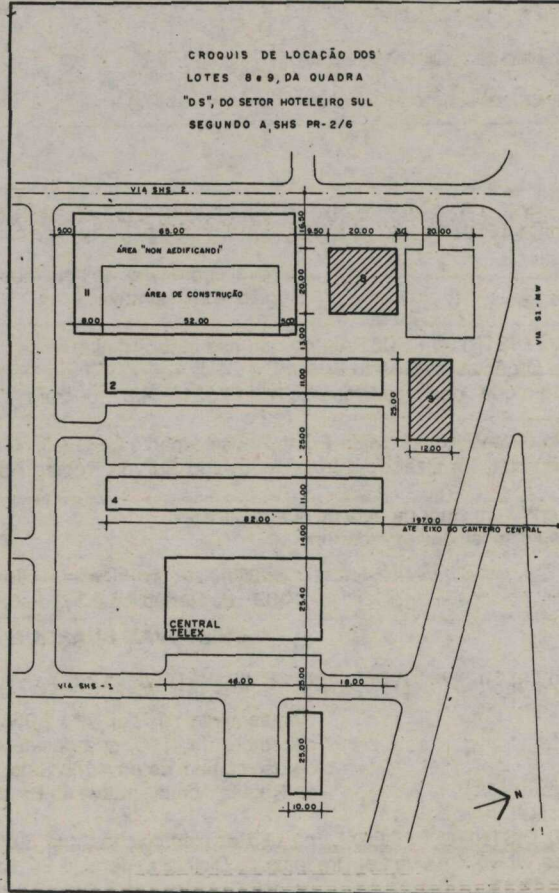 CROQUIS DE LOCAÇÃO DOS
LOTES 8 e 9, DA QUADRA
"DS", DO SETOR HOTELEIRO SUL
SEGUNDO A SHS PR-2/6
VIA SHS 2
5.00
65.00
16.50
9.50
20.00
20.00
ÁREA "NON AEDIFICANDI"
20.00
8
II
ÁREA DE CONSTRUÇÃO
VIA S1-NW
8.00
52.00
5.00
13.00
2
11.00
25.00
9
12.00
25.00
4
11.00
82.00
197.00
ATE EIXO DO CANTEIRO CENTRAL
14.00
25.40
CENTRAL
TELEX
VIA SHS-1
46.00
25.00
18.00
25.00
10.00
N